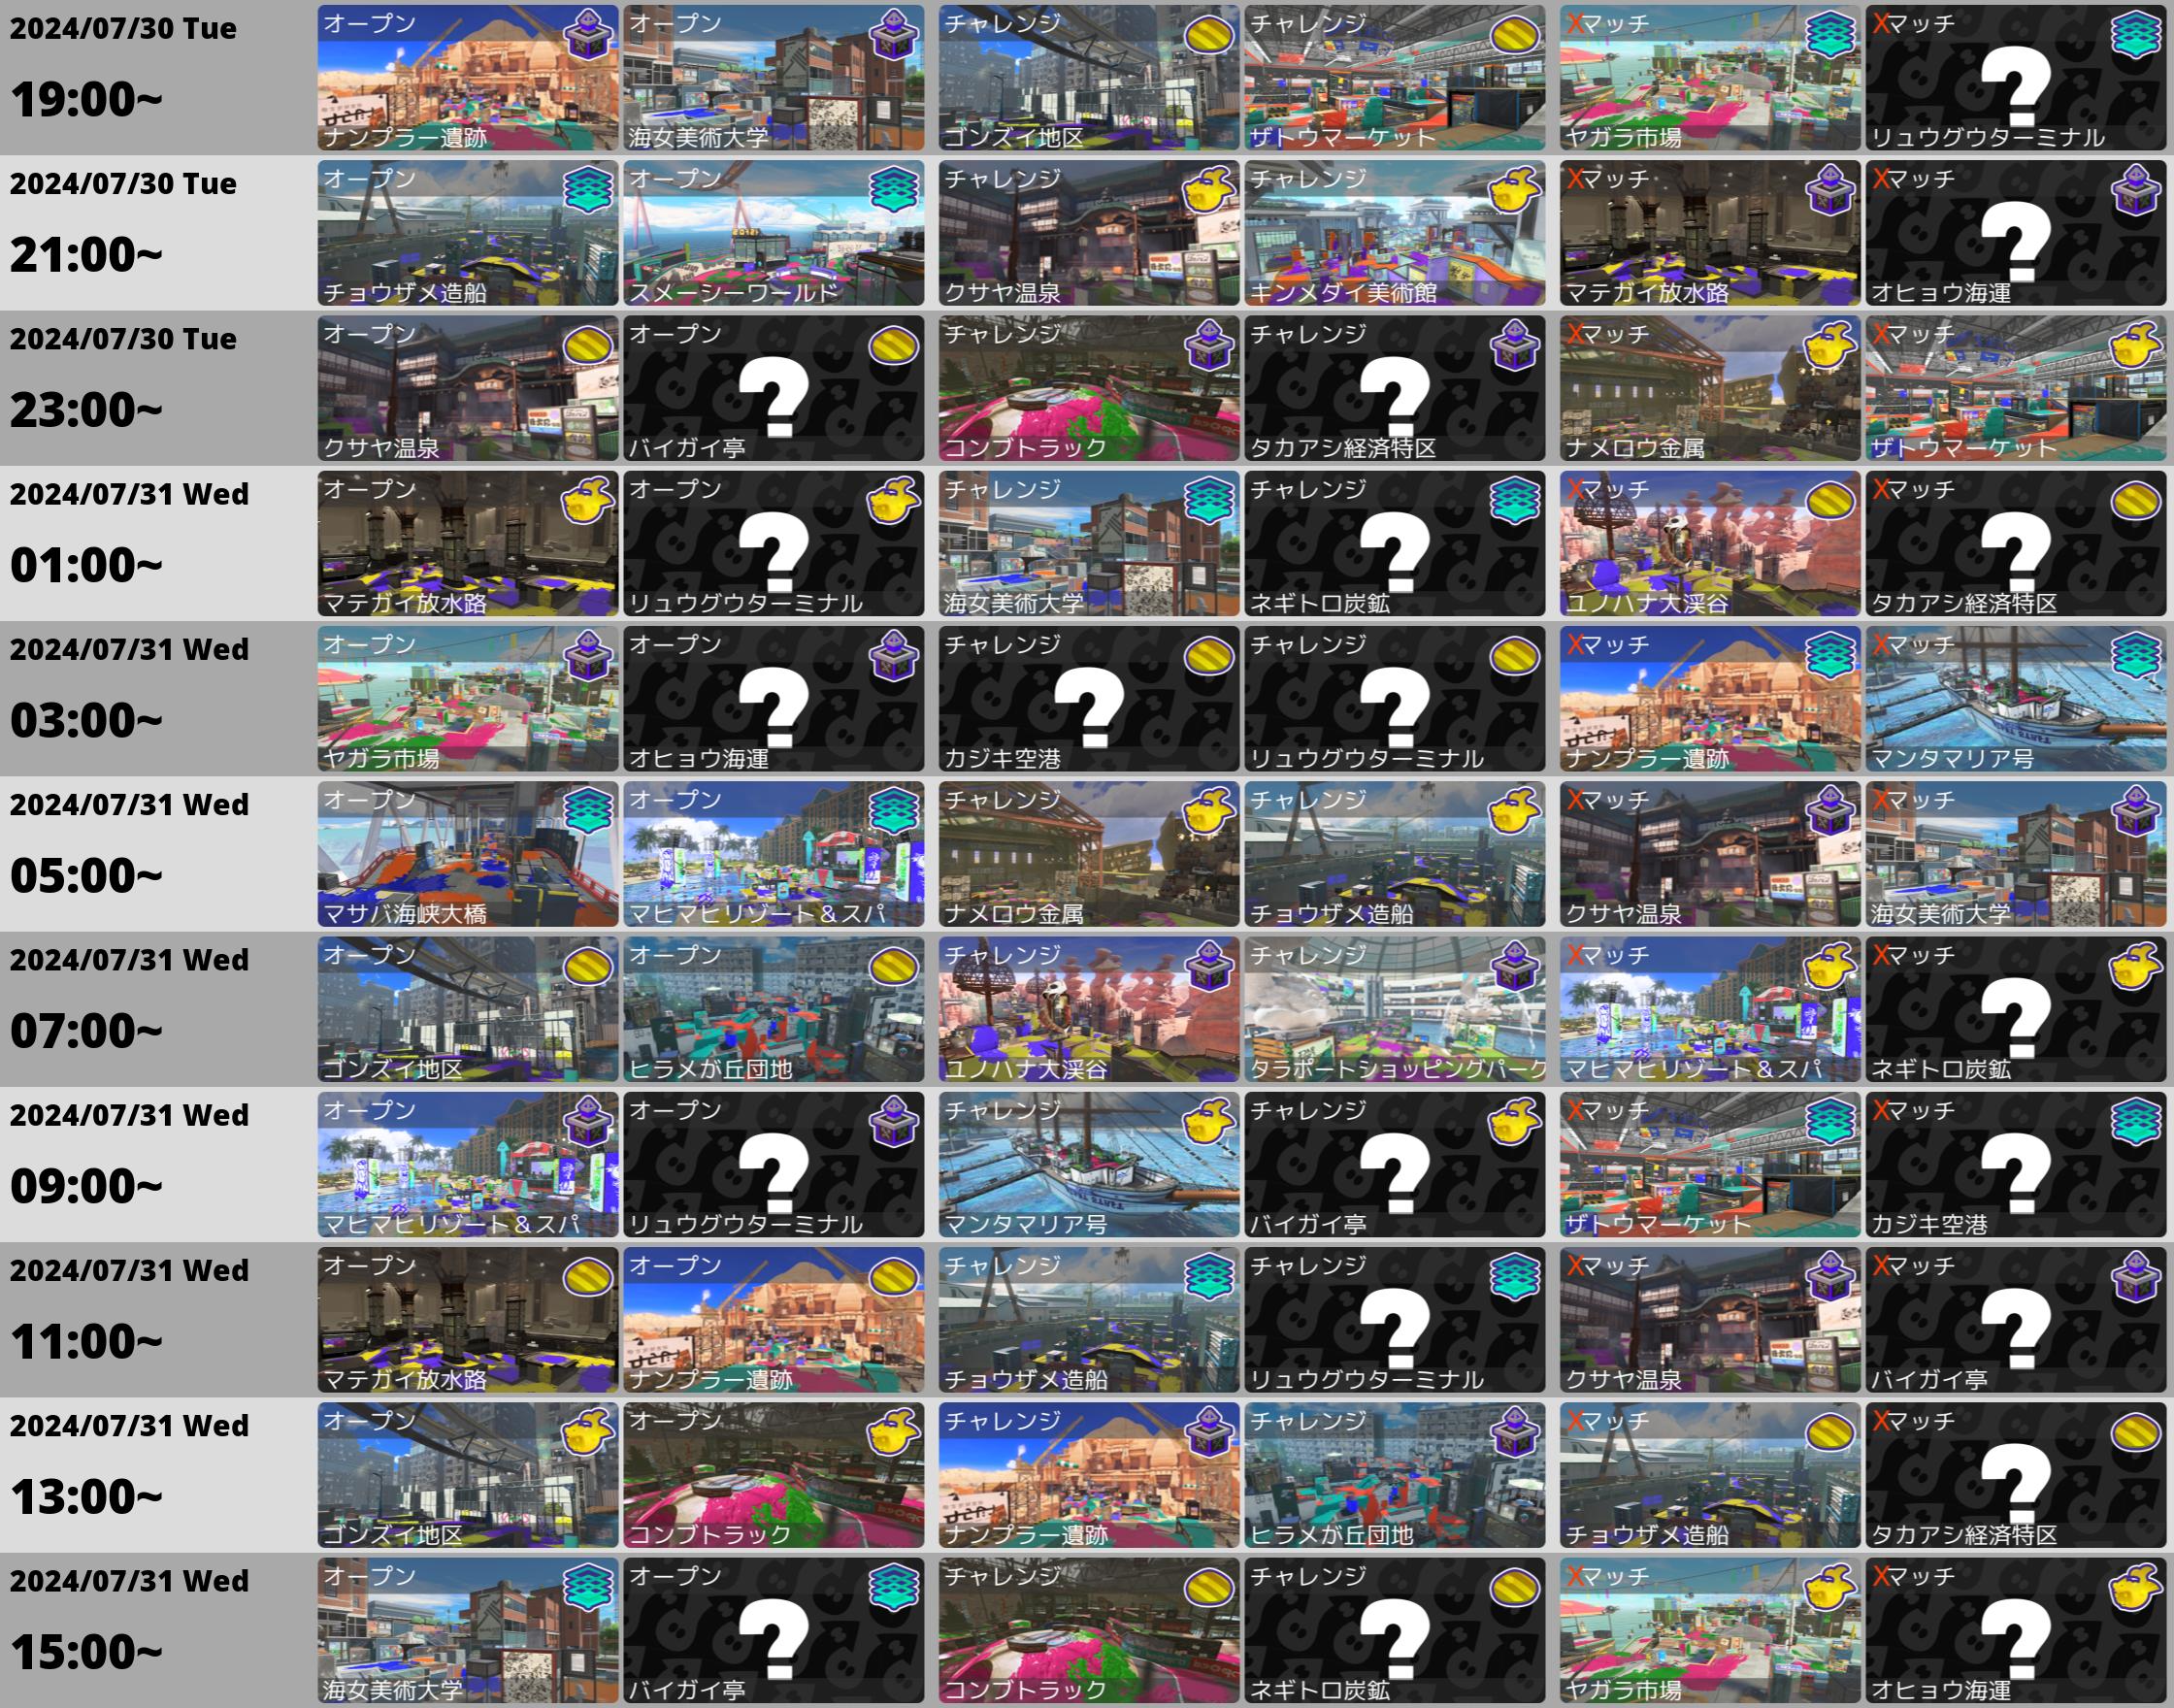 2024/07/30 Tue
19:00~
オープン
ナンプラー遺跡
オープン
海女美術大学
チャレンジ
ゴンズイ地区
チャレンジ
ザトウマーケット
Xマッチ
ヤガラ市場
Xマッチ
リュウグウターミナル
2024/07/30 Tue
21:00~
オープン
チョウザメ造船
オープン
スメーシーワールド
チャレンジ
クサヤ温泉
チャレンジ
キンメダイ美術館
Xマッチ
マテガイ放水路
Xマッチ
オヒョウ海運
2024/07/30 Tue
23:00~
オープン
クサヤ温泉
オープン
バイガイ亭
チャレンジ
コンブトラック
チャレンジ
タカアシ経済特区
Xマッチ
ナメロウ金属
Xマッチ
ザトウマーケット
2024/07/31 Wed
01:00~
オープン
マテガイ放水路
オープン
リュウグウターミナル
チャレンジ
海女美術大学
チャレンジ
ネギトロ炭鉱
Xマッチ
ユノハナ大渓谷
Xマッチ
タカアシ経済特区
2024/07/31 Wed
03:00~
オープン
ヤガラ市場
オープン
オヒョウ海運
チャレンジ
カジキ空港
チャレンジ
リュウグウターミナル
Xマッチ
ナンプラー遺跡
Xマッチ
マンタマリア号
2024/07/31 Wed
05:00~
オープン
マサバ海峡大橋
オープン
マヒマヒリゾート＆スパ
チャレンジ
ナメロウ金属
チャレンジ
チョウザメ造船
Xマッチ
クサヤ温泉
Xマッチ
海女美術大学
2024/07/31 Wed
07:00~
オープン
ゴンズイ地区
オープン
ヒラメが丘団地
チャレンジ
ユノハナ大渓谷
チャレンジ
タラポートショッピングパーク
Xマッチ
マヒマヒリゾート＆スパ
Xマッチ
ネギトロ炭鉱
2024/07/31 Wed
09:00~
オープン
マヒマヒリゾート＆スパ
オープン
リュウグウターミナル
チャレンジ
マンタマリア号
チャレンジ
バイガイ亭
Xマッチ
ザトウマーケット
Xマッチ
カジキ空港
2024/07/31 Wed
11:00~
オープン
マテガイ放水路
オープン
ナンプラー遺跡
チャレンジ
チョウザメ造船
チャレンジ
リュウグウターミナル
Xマッチ
クサヤ温泉
Xマッチ
バイガイ亭
2024/07/31 Wed
13:00~
オープン
ゴンズイ地区
オープン
コンブトラック
チャレンジ
ナンプラー遺跡
チャレンジ
ヒラメが丘団地
Xマッチ
チョウザメ造船
Xマッチ
タカアシ経済特区
2024/07/31 Wed
15:00~
オープン
海女美術大学
オープン
バイガイ亭
チャレンジ
コンブトラック
チャレンジ
ネギトロ炭鉱
Xマッチ
ヤガラ市場
Xマッチ
オヒョウ海運